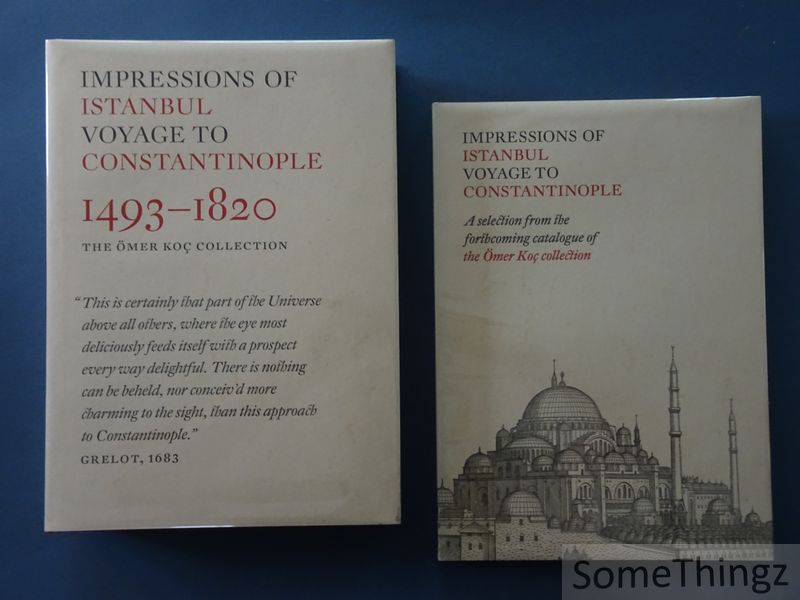 IMPRESSIONS OF
ISTANBUL
VOYAGE TO
CONSTANTINOPLE
1493–1820
THE ÖMER KOÇ COLLECTION
“This is certainly that part of the Universe
above all others, where the eye most
deliciously feeds itself with a prospect
every way delightful. There is nothing
can be beheld, nor conceiv’d more
charming to the sight, than this approach
to Constantinople.”
GRELOT, 1683
IMPRESSIONS OF
ISTANBUL
VOYAGE TO
CONSTANTINOPLE
A selection from the
forthcoming catalogue of
the Ömer Koç collection
SomeThingz